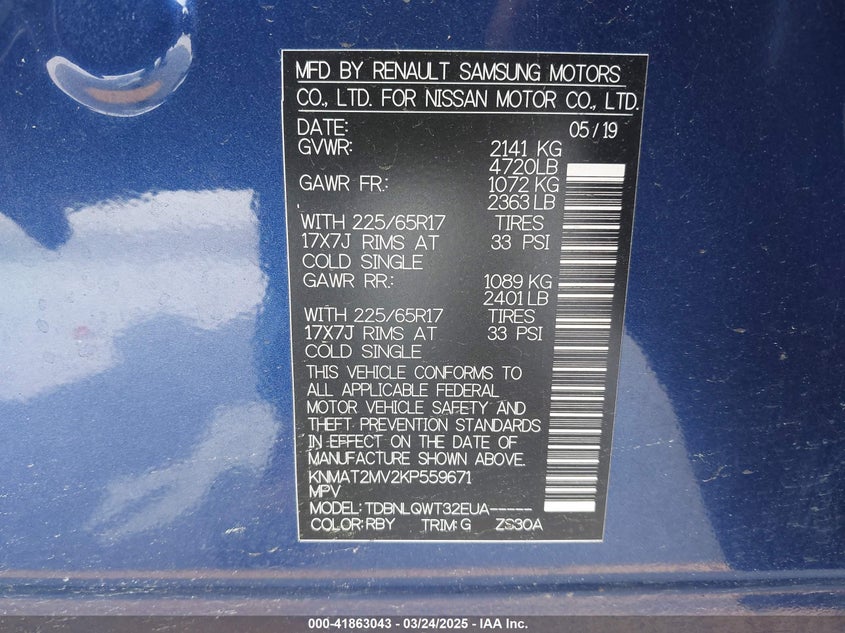 MFD BY RENAULT SAMSUNG MOTORS
CO., LTD. FOR NISSAN MOTOR CO., LTD.
DATE: 05/19
GVWR: 2141 KG
4720LB
GAWR FR: 1072 KG
2363LB
WITH 225/65R17 TIRES
17X7J RIMS AT 33 PSI
COLD SINGLE
GAWR RR: 1089 KG
2401LB
WITH 225/65R17 TIRES
17X7J RIMS AT 33 PSI
COLD SINGLE
THIS VEHICLE CONFORMS TO
ALL APPLICABLE FEDERAL
MOTOR VEHICLE SAFETY AND
THEFT PREVENTION STANDARDS
IN EFFECT ON THE DATE OF
MANUFACTURE SHOWN ABOVE.
KNMAT2MV2KP559671
MPV
MODEL: TDBNLQWT32EUA-----
COLOR: RBY TRIM: G ZS30A
000-41863043 - 03/24/2025 - IAA Inc.